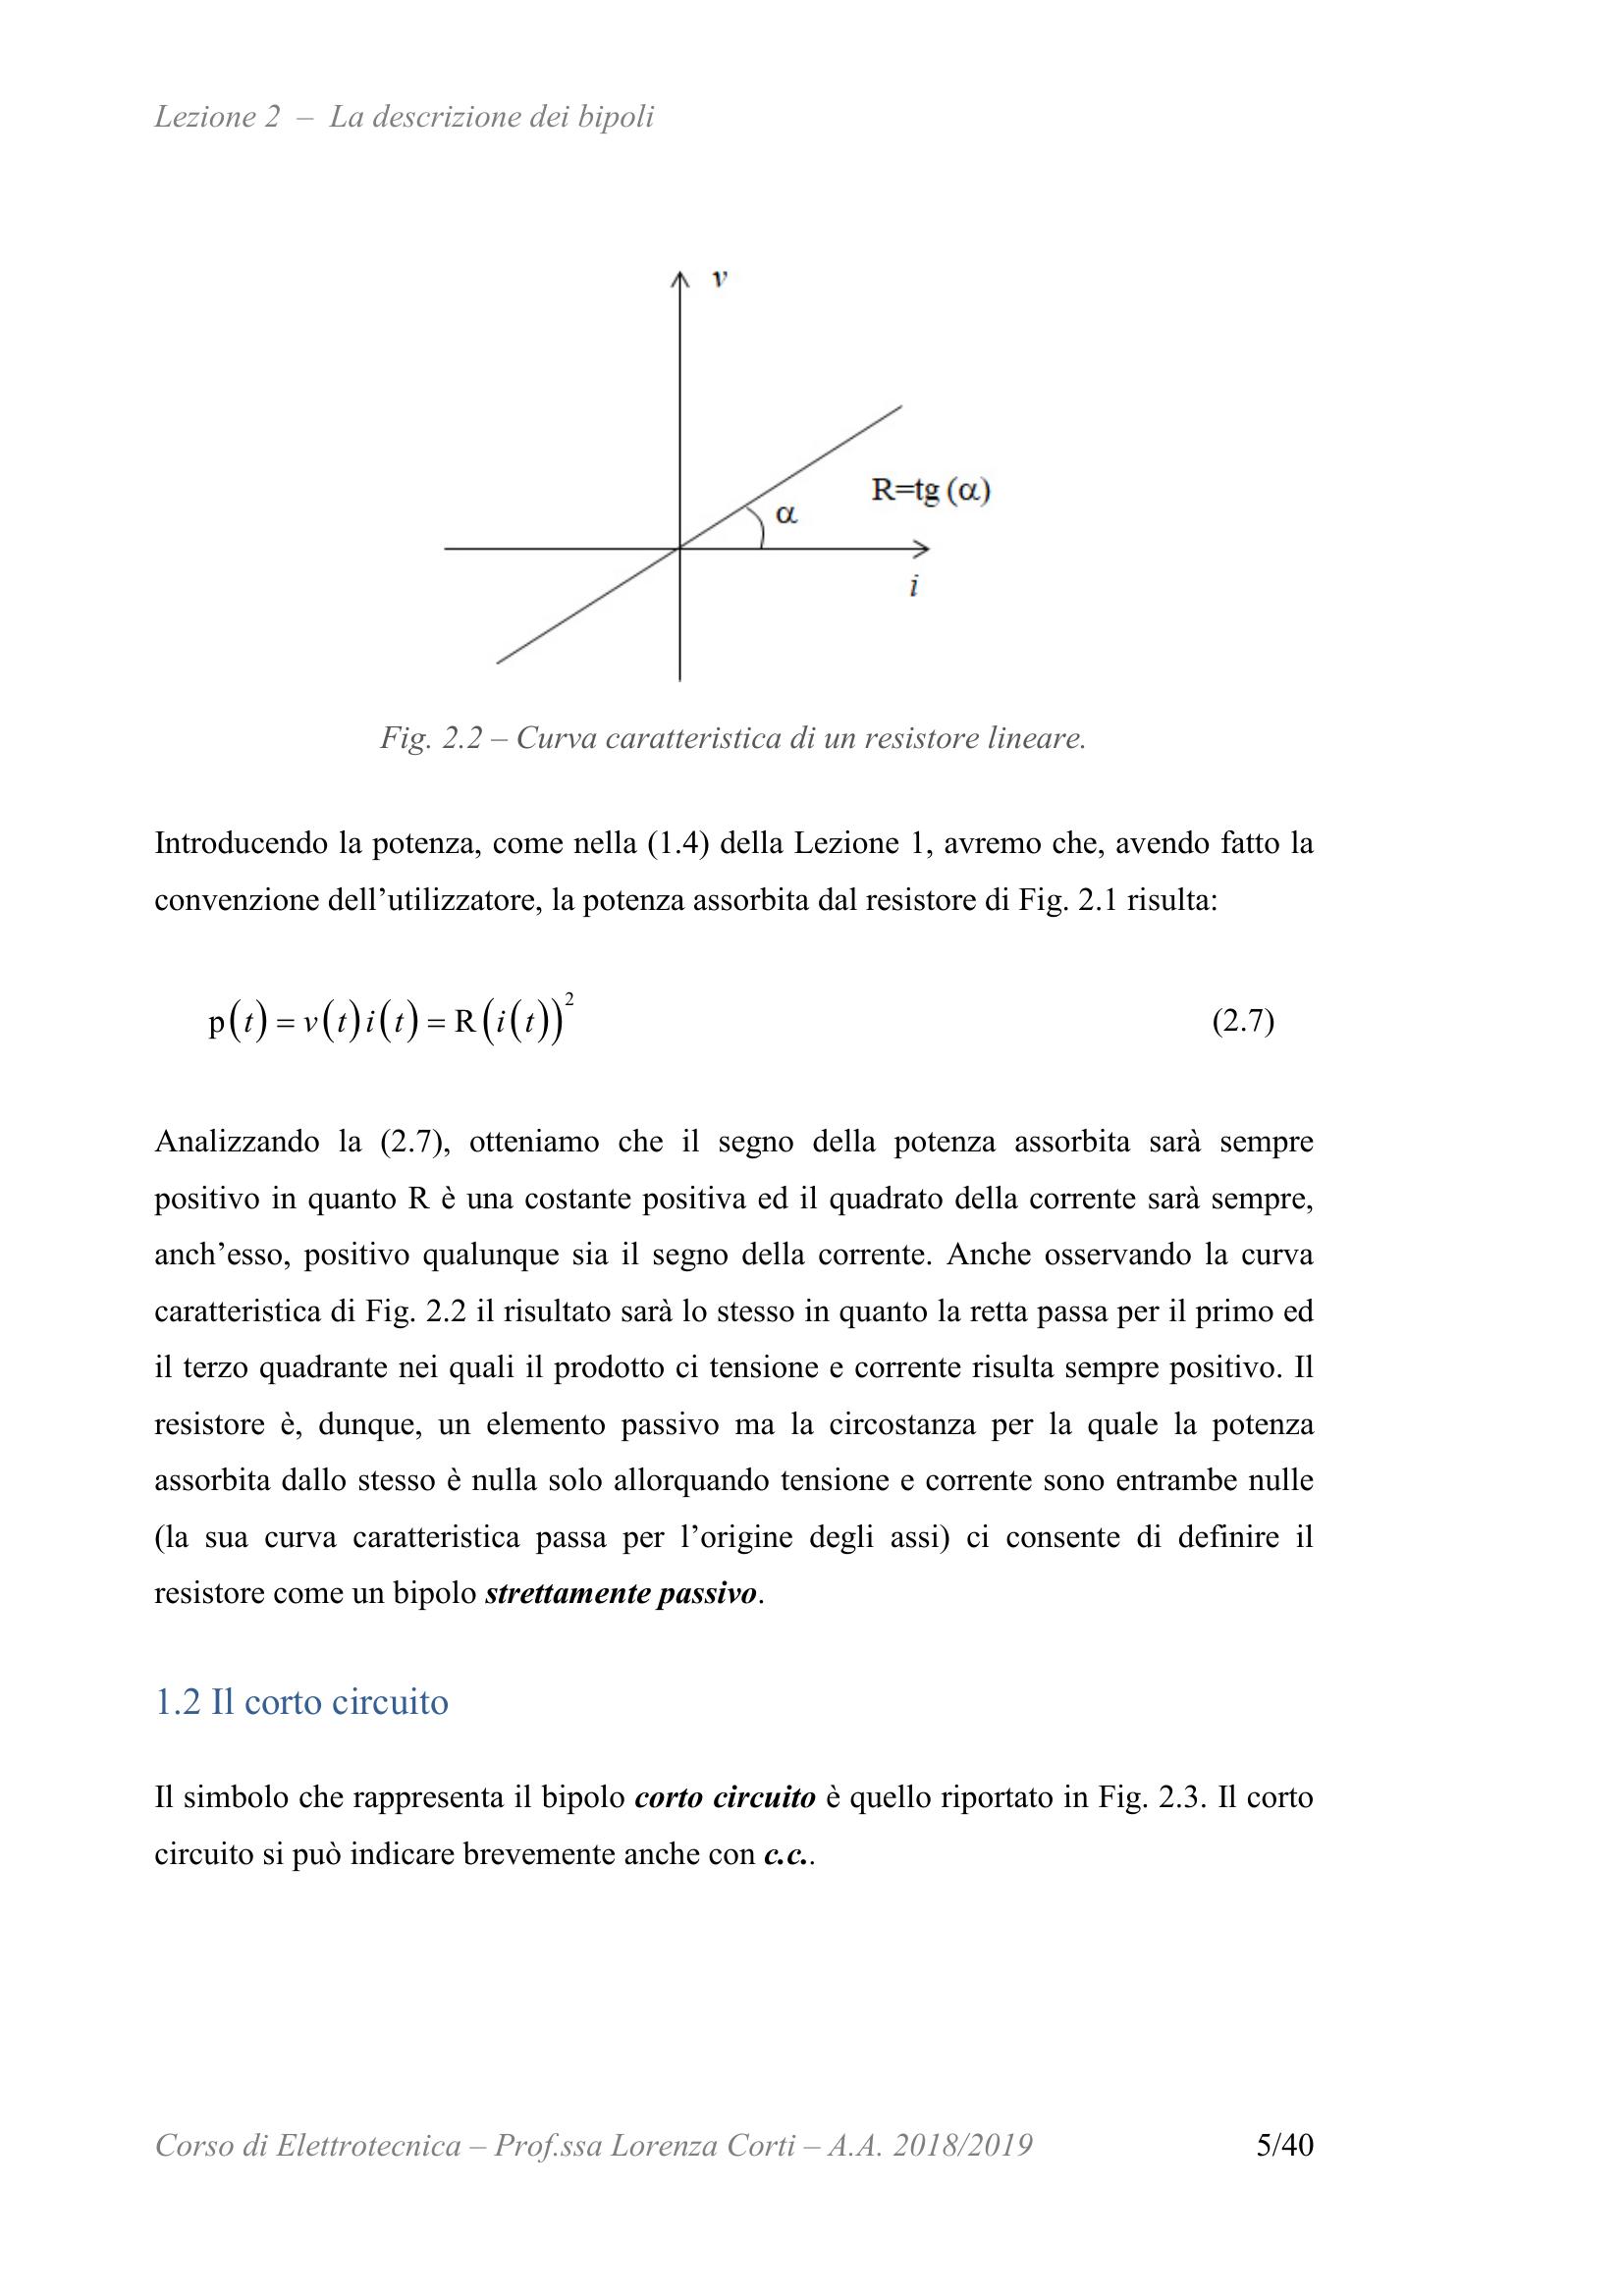 Lezione 2 – La descrizione dei bipoli
v
R=tg (α)
α
i
Fig. 2.2 – Curva caratteristica di un resistore lineare.
Introducendo la potenza, come nella (1.4) della Lezione 1, avremo che, avendo fatto la
convenzione dell’utilizzatore, la potenza assorbita dal resistore di Fig. 2.1 risulta:
p(t) = v(t)i(t) = R(i(t))² (2.7)
Analizzando la (2.7), otteniamo che il segno della potenza assorbita sarà sempre
positivo in quanto R è una costante positiva ed il quadrato della corrente sarà sempre,
anch’esso, positivo qualunque sia il segno della corrente. Anche osservando la curva
caratteristica di Fig. 2.2 il risultato sarà lo stesso in quanto la retta passa per il primo ed
il terzo quadrante nei quali il prodotto ci tensione e corrente risulta sempre positivo. Il
resistore è, dunque, un elemento passivo ma la circostanza per la quale la potenza
assorbita dallo stesso è nulla solo allorquando tensione e corrente sono entrambe nulle
(la sua curva caratteristica passa per l’origine degli assi) ci consente di definire il
resistore come un bipolo strettamente passivo.
1.2 Il corto circuito
Il simbolo che rappresenta il bipolo corto circuito è quello riportato in Fig. 2.3. Il corto
circuito si può indicare brevemente anche con c.c..
Corso di Elettrotecnica – Prof.ssa Lorenza Corti – A.A. 2018/2019 5/40